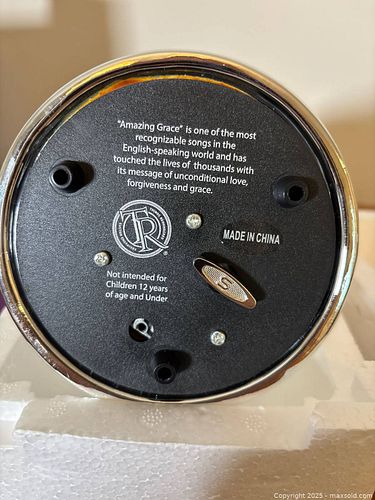 "Amazing Grace" is one of the most
recognizable songs in the
English-speaking world and has
touched the lives of thousands with
its message of unconditional love,
forgiveness and grace.
TR
®
MADE IN CHINA
Not intended for
Children 12 years
of age and Under
S
Copyright 2025 - maxsold.com